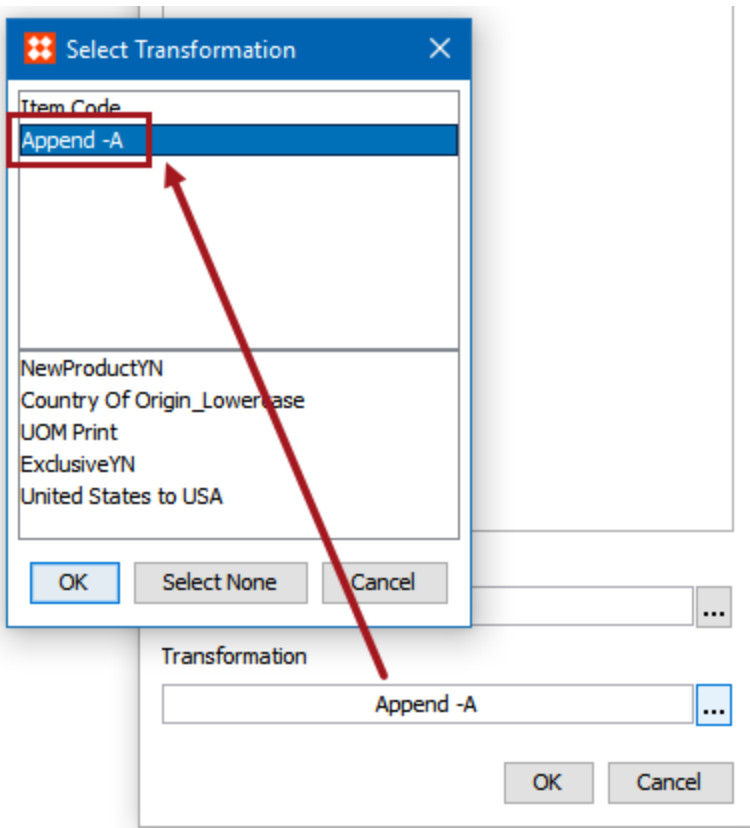 Select Transformation
Item Code
Append -A
NewProductYN
Country Of Origin_Lowercase
UOM Print
ExclusiveYN
United States to USA
OK Select None Cancel
...
Transformation
Append -A ...
OK Cancel